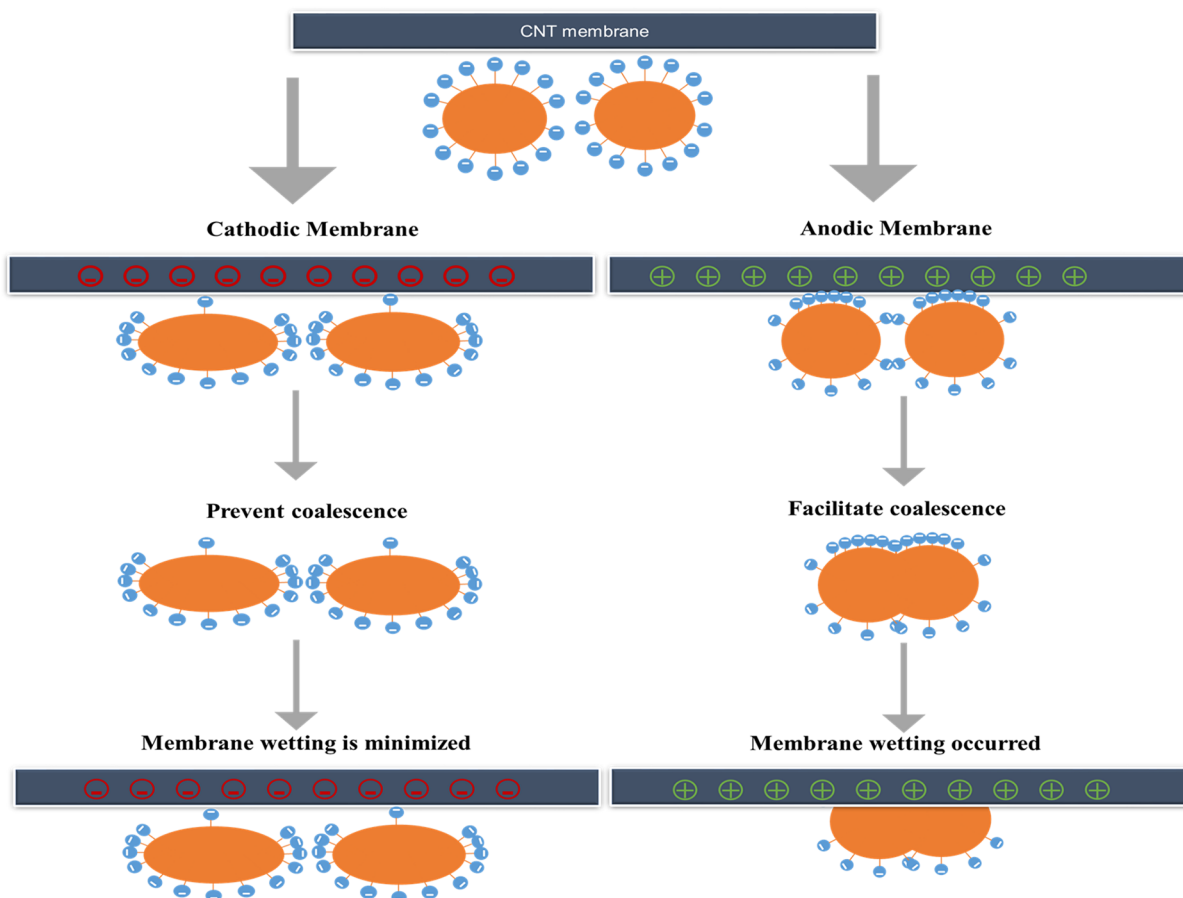 CNT membrane
Cathodic Membrane
Anodic Membrane
Prevent coalescence
Facilitate coalescence
Membrane wetting is minimized
Membrane wetting occurred